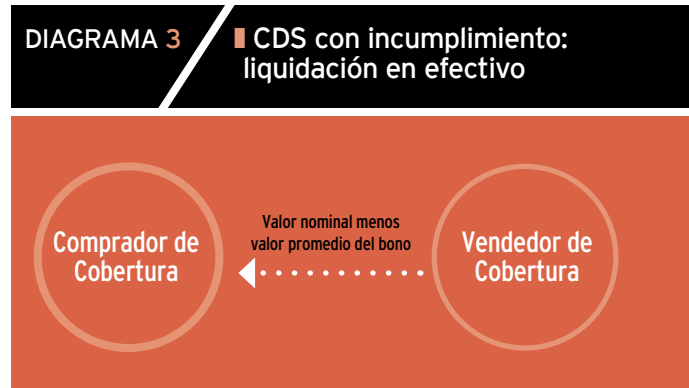 DIAGRAMA 3
CDS con incumplimiento:
liquidación en efectivo
Comprador de
Cobertura
Valor nominal menos
valor promedio del bono
Vendedor de
Cobertura